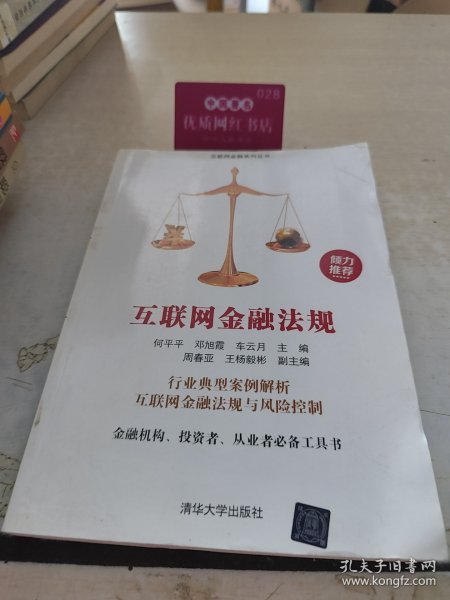 028
中国著名
优质网红书店
互联网金融系列丛书
倾力
推荐
互联网金融法规
何平平 邓旭霞 车云月 主 编
周春亚 王杨毅彬 副主编
行业典型案例解析
互联网金融法规与风险控制
金融机构、投资者、从业者必备工具书
清华大学出版社
孔夫子旧书网
www.kongfz.com